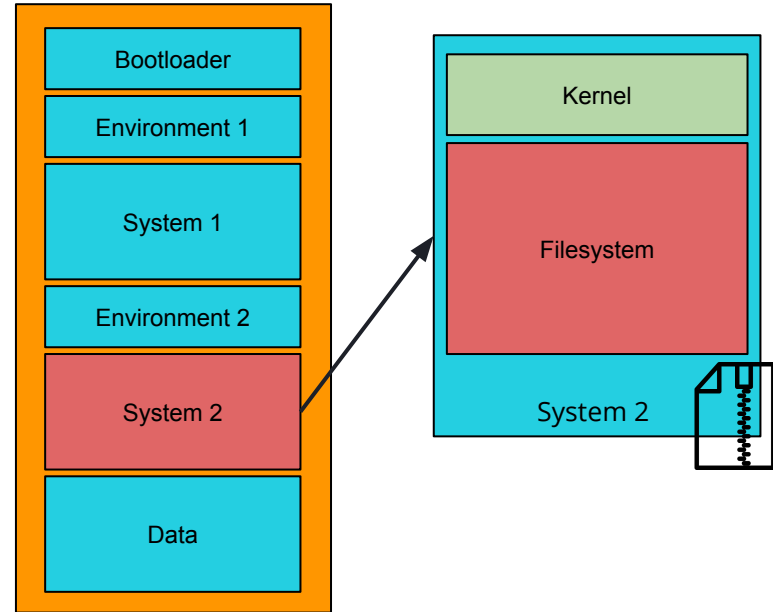 Bootloader
Environment 1
System 1
Environment 2
System 2
Data
Kernel
Filesystem
System 2